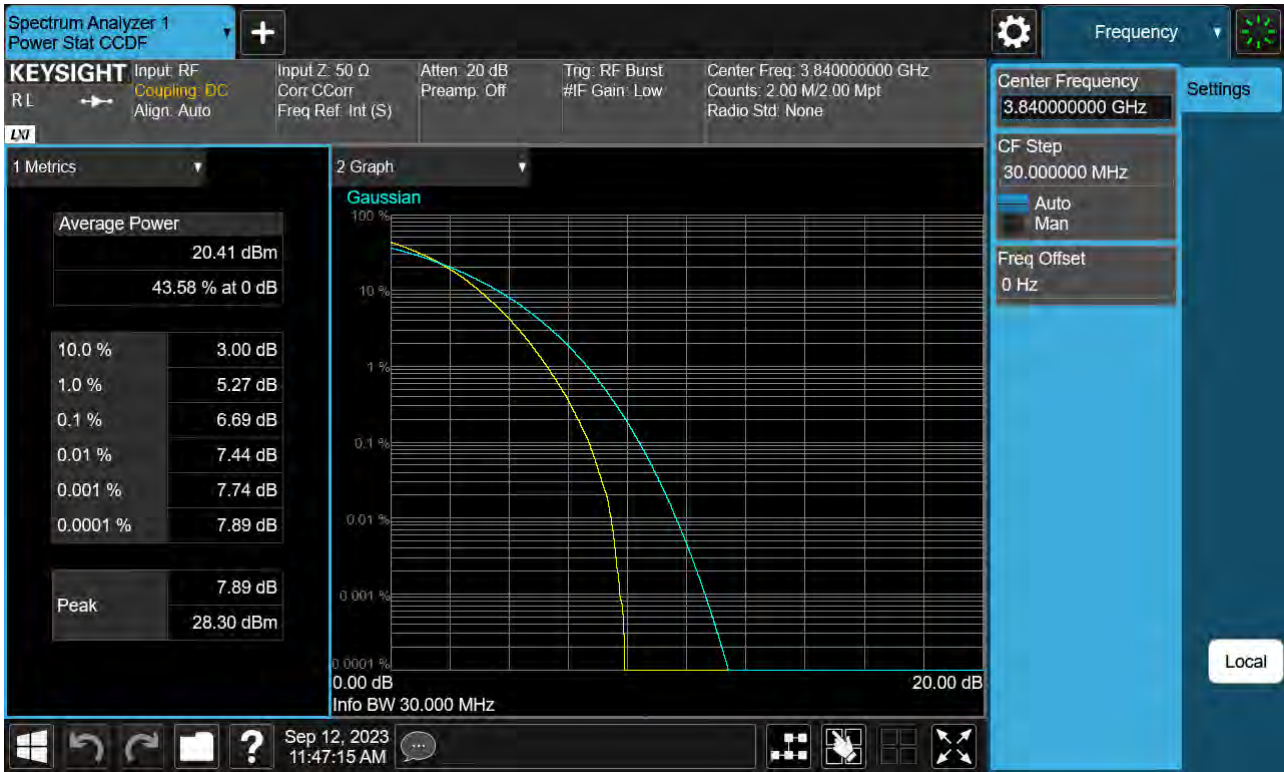 Spectrum Analyzer 1
Power Stat CCDF
+
Frequency
KEYSIGHT
Input: RF
Input Z: 50 Ω
Atten: 20 dB
Trig: RF Burst
Center Freq: 3.840000000 GHz
RL
Coupling: DC
Corr CCorr
Preamp: Off
#IF Gain: Low
Counts: 2.00 M/2.00 Mpt
Align: Auto
Freq Ref: Int (S)
Radio Std: None
LXI
Center Frequency
3.840000000 GHz
Settings
CF Step
30.000000 MHz
Auto
Man
Freq Offset
0 Hz
1 Metrics
2 Graph
Average Power
20.41 dBm
43.58 % at 0 dB
10.0 % 3.00 dB
1.0 % 5.27 dB
0.1 % 6.69 dB
0.01 % 7.44 dB
0.001 % 7.74 dB
0.0001 % 7.89 dB
Peak
7.89 dB
28.30 dBm
Gaussian
100 %
10 %
1 %
0.1 %
0.01 %
0.001 %
0.0001 %
0.00 dB
20.00 dB
Info BW 30.000 MHz
Local
?
Sep 12, 2023
11:47:15 AM